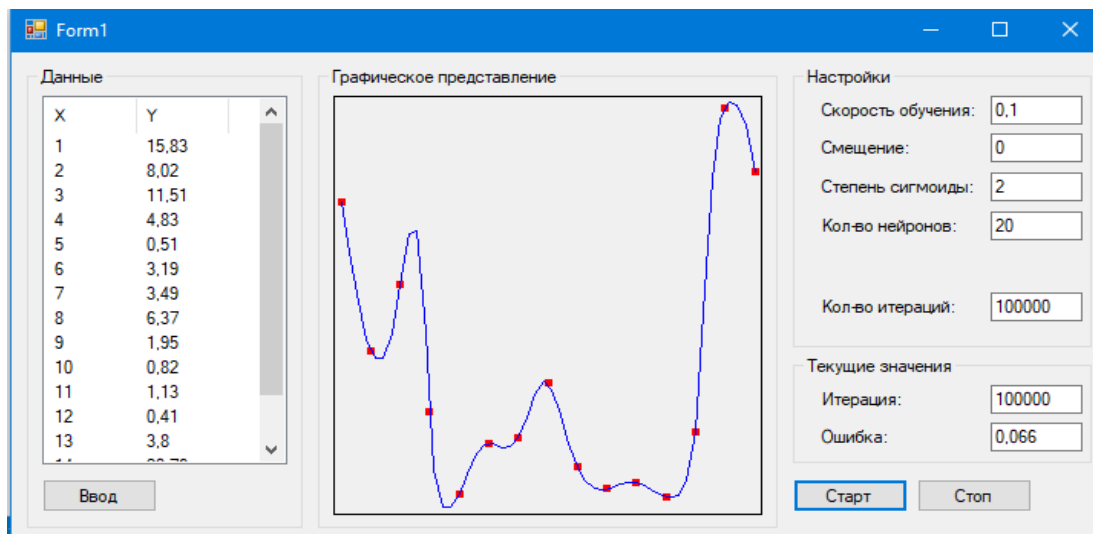 Form1
Данные
X Y
1 15,83
2 8,02
3 11,51
4 4,83
5 0,51
6 3,19
7 3,49
8 6,37
9 1,95
10 0,82
11 1,13
12 0,41
13 3,8
Ввод
Графическое представление
Настройки
Скорость обучения: 0,1
Смещение: 0
Степень сигмоиды: 2
Кол-во нейронов: 20
Кол-во итераций: 100000
Текущие значения
Итерация: 100000
Ошибка: 0,066
Старт Стоп